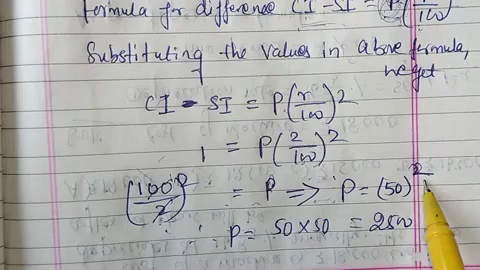 formula for difference CI - SI = P(r/100)²
Substituting the values in above formula,
we get
CI - SI = P(r/100)²
1 = P(2/100)²
(100/2)² = P ⇒ P = (50)²
P = 50×50 = 2500